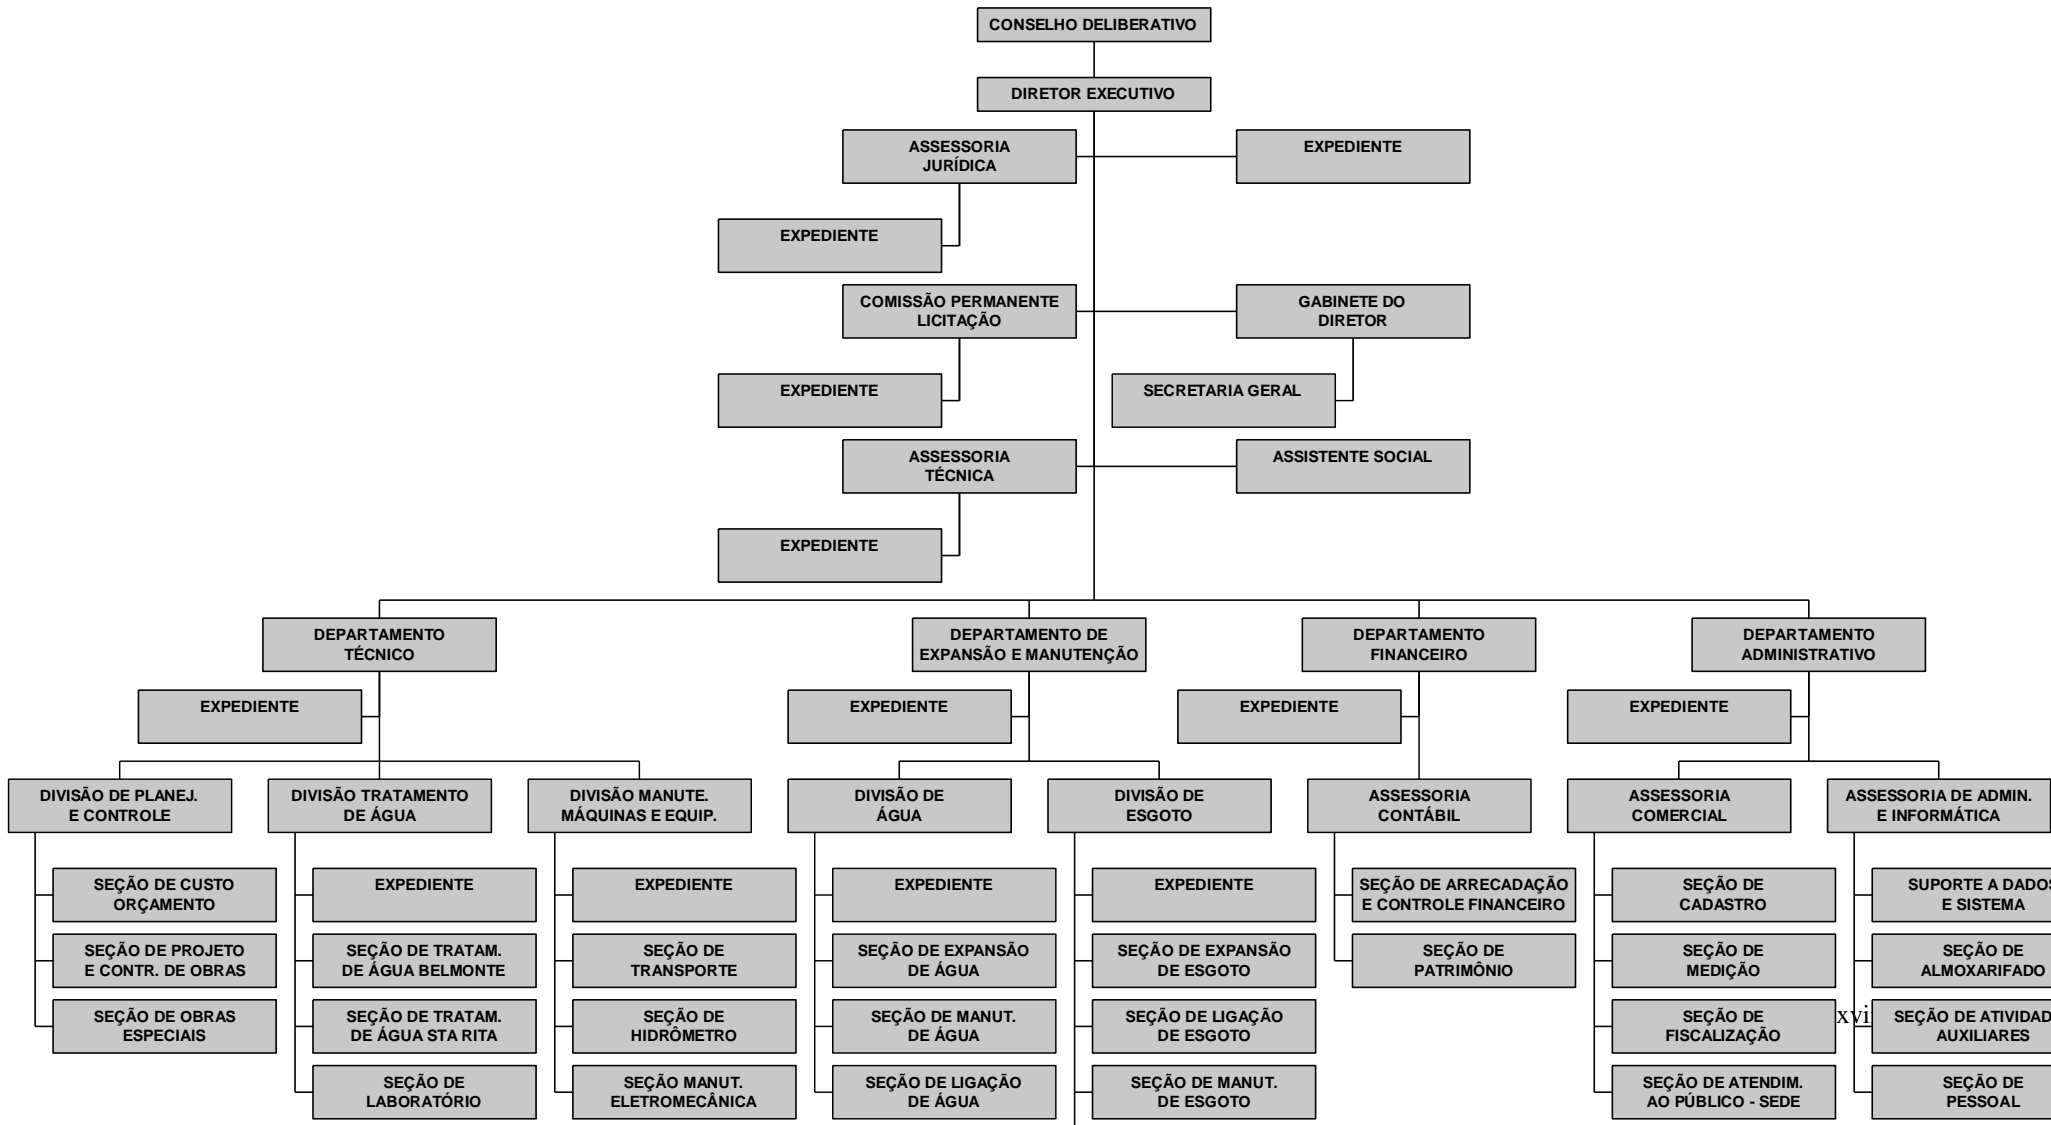 CONSELHO DELIBERATIVO
DIRETOR EXECUTIVO
ASSESSORIA
JURÍDICA
EXPEDIENTE
EXPEDIENTE
COMISSÃO PERMANENTE
LICITAÇÃO
GABINETE DO
DIRETOR
EXPEDIENTE
SECRETARIA GERAL
ASSESSORIA
TÉCNICA
ASSISTENTE SOCIAL
EXPEDIENTE
DEPARTAMENTO
TÉCNICO
DEPARTAMENTO DE
EXPANSÃO E MANUTENÇÃO
DEPARTAMENTO
FINANCEIRO
DEPARTAMENTO
ADMINISTRATIVO
EXPEDIENTE
EXPEDIENTE
EXPEDIENTE
EXPEDIENTE
DIVISÃO DE PLANEJ.
E CONTROLE
DIVISÃO TRATAMENTO
DE ÁGUA
DIVISÃO MANUTE.
MÁQUINAS E EQUIP.
DIVISÃO DE
ÁGUA
DIVISÃO DE
ESGOTO
ASSESSORIA
CONTÁBIL
ASSESSORIA
COMERCIAL
ASSESSORIA DE ADMIN.
E INFORMÁTICA
SEÇÃO DE CUSTO
ORÇAMENTO
EXPEDIENTE
EXPEDIENTE
EXPEDIENTE
EXPEDIENTE
SEÇÃO DE ARRECADAÇÃO
E CONTROLE FINANCEIRO
SEÇÃO DE
CADASTRO
SUPORTE A DADOS
E SISTEMA
SEÇÃO DE PROJETO
E CONTR. DE OBRAS
SEÇÃO DE TRATAM.
DE ÁGUA BELMONTE
SEÇÃO DE
TRANSPORTE
SEÇÃO DE EXPANSÃO
DE ÁGUA
SEÇÃO DE EXPANSÃO
DE ESGOTO
SEÇÃO DE
PATRIMÔNIO
SEÇÃO DE
MEDIÇÃO
SEÇÃO DE
ALMOXARIFADO
SEÇÃO DE OBRAS
ESPECIAIS
SEÇÃO DE TRATAM.
DE ÁGUA STA RITA
SEÇÃO DE
HIDRÔMETRO
SEÇÃO DE MANUT.
DE ÁGUA
SEÇÃO DE LIGAÇÃO
DE ESGOTO
SEÇÃO DE
FISCALIZAÇÃO
xvi
SEÇÃO DE ATIVIDAD
AUXILIARES
SEÇÃO DE
LABORATÓRIO
SEÇÃO MANUT.
ELETROMECÂNICA
SEÇÃO DE LIGAÇÃO
DE ÁGUA
SEÇÃO DE MANUT.
DE ESGOTO
SEÇÃO DE ATENDIM.
AO PÚBLICO - SEDE
SEÇÃO DE
PESSOAL